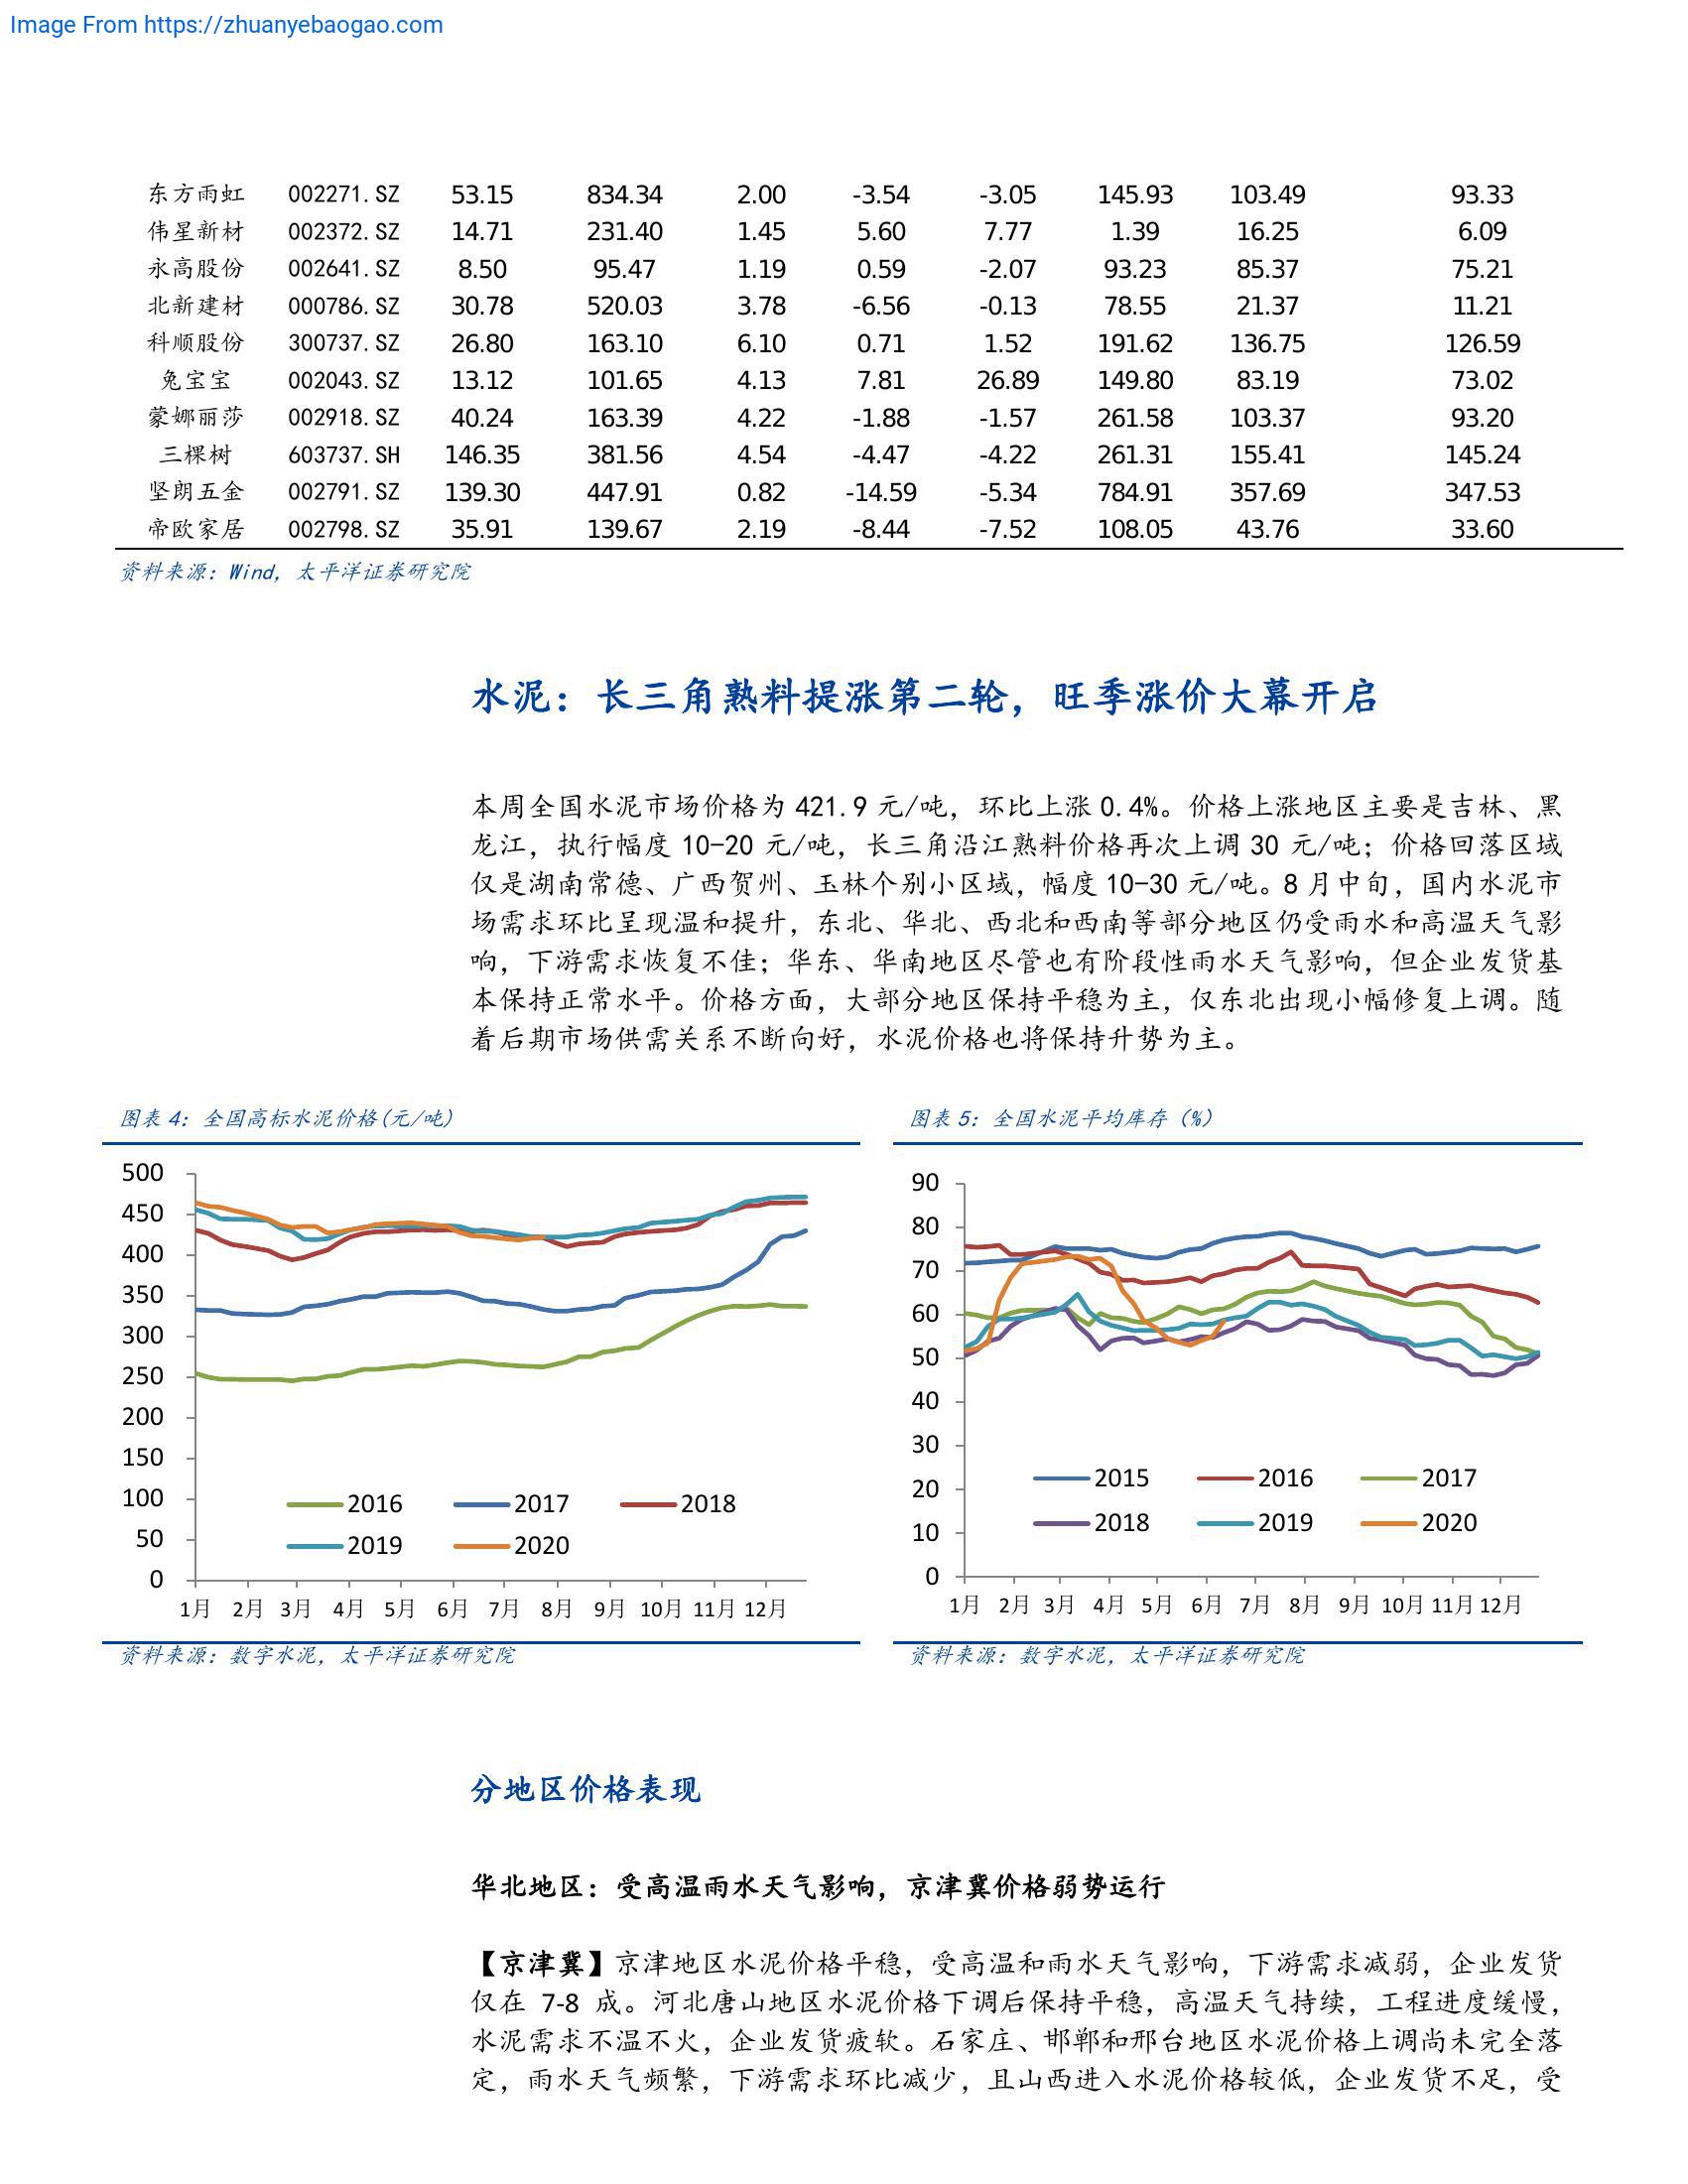 Image From https://zhuanyebaogao.com
东方雨虹 002271.SZ 53.15 834.34 2.00 -3.54 -3.05 145.93 103.49 93.33
伟星新材 002372.SZ 14.71 231.40 1.45 5.60 7.77 1.39 16.25 6.09
永高股份 002641.SZ 8.50 95.47 1.19 0.59 -2.07 93.23 85.37 75.21
北新建材 000786.SZ 30.78 520.03 3.78 -6.56 -0.13 78.55 21.37 11.21
科顺股份 300737.SZ 26.80 163.10 6.10 0.71 1.52 191.62 136.75 126.59
兔宝宝 002043.SZ 13.12 101.65 4.13 7.81 26.89 149.80 83.19 73.02
蒙娜丽莎 002918.SZ 40.24 163.39 4.22 -1.88 -1.57 261.58 103.37 93.20
三棵树 603737.SH 146.35 381.56 4.54 -4.47 -4.22 261.31 155.41 145.24
坚朗五金 002791.SZ 139.30 447.91 0.82 -14.59 -5.34 784.91 357.69 347.53
帝欧家居 002798.SZ 35.91 139.67 2.19 -8.44 -7.52 108.05 43.76 33.60
资料来源：Wind，太平洋证券研究院
水泥：长三角熟料提涨第二轮，旺季涨价大幕开启
本周全国水泥市场价格为 421.9 元/吨，环比上涨 0.4%。价格上涨地区主要是吉林、黑
龙江，执行幅度 10-20 元/吨，长三角沿江熟料价格再次上调 30 元/吨；价格回落区域
仅是湖南常德、广西贺州、玉林个别小区域，幅度 10-30 元/吨。8 月中旬，国内水泥市
场需求环比呈现温和提升，东北、华北、西北和西南等部分地区仍受雨水和高温天气影
响，下游需求恢复不佳；华东、华南地区尽管也有阶段性雨水天气影响，但企业发货基
本保持正常水平。价格方面，大部分地区保持平稳为主，仅东北出现小幅修复上调。随
着后期市场供需关系不断向好，水泥价格也将保持升势为主。
图表 4：全国高标水泥价格(元/吨)
500
450
400
350
300
250
200
150
100
50
0
2016 2017 2018
2019 2020
1月 2月 3月 4月 5月 6月 7月 8月 9月 10月 11月 12月
资料来源：数字水泥，太平洋证券研究院
图表 5：全国水泥平均库存（%）
90
80
70
60
50
40
30
20
10
0
2015 2016 2017
2018 2019 2020
1月 2月 3月 4月 5月 6月 7月 8月 9月 10月 11月 12月
资料来源：数字水泥，太平洋证券研究院
分地区价格表现
华北地区：受高温雨水天气影响，京津冀价格弱势运行
【京津冀】京津地区水泥价格平稳，受高温和雨水天气影响，下游需求减弱，企业发货
仅在 7-8 成。河北唐山地区水泥价格下调后保持平稳，高温天气持续，工程进度缓慢，
水泥需求不温不火，企业发货疲软。石家庄、邯郸和邢台地区水泥价格上调尚未完全落
定，雨水天气频繁，下游需求环比减少，且山西进入水泥价格较低，企业发货不足，受